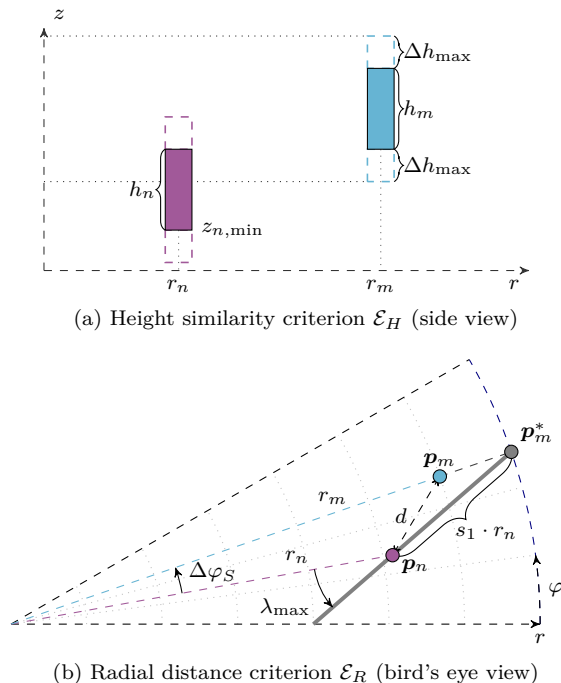 z
Δh_max
h_m
Δh_max
h_n
z_n,min
r_n
r_m
r
(a) Height similarity criterion ℰ_H (side view)
p*_m
p_m
r_m
d
s_1 · r_n
r_n
p_n
Δφ_S
λ_max
φ
r
(b) Radial distance criterion ℰ_R (bird's eye view)